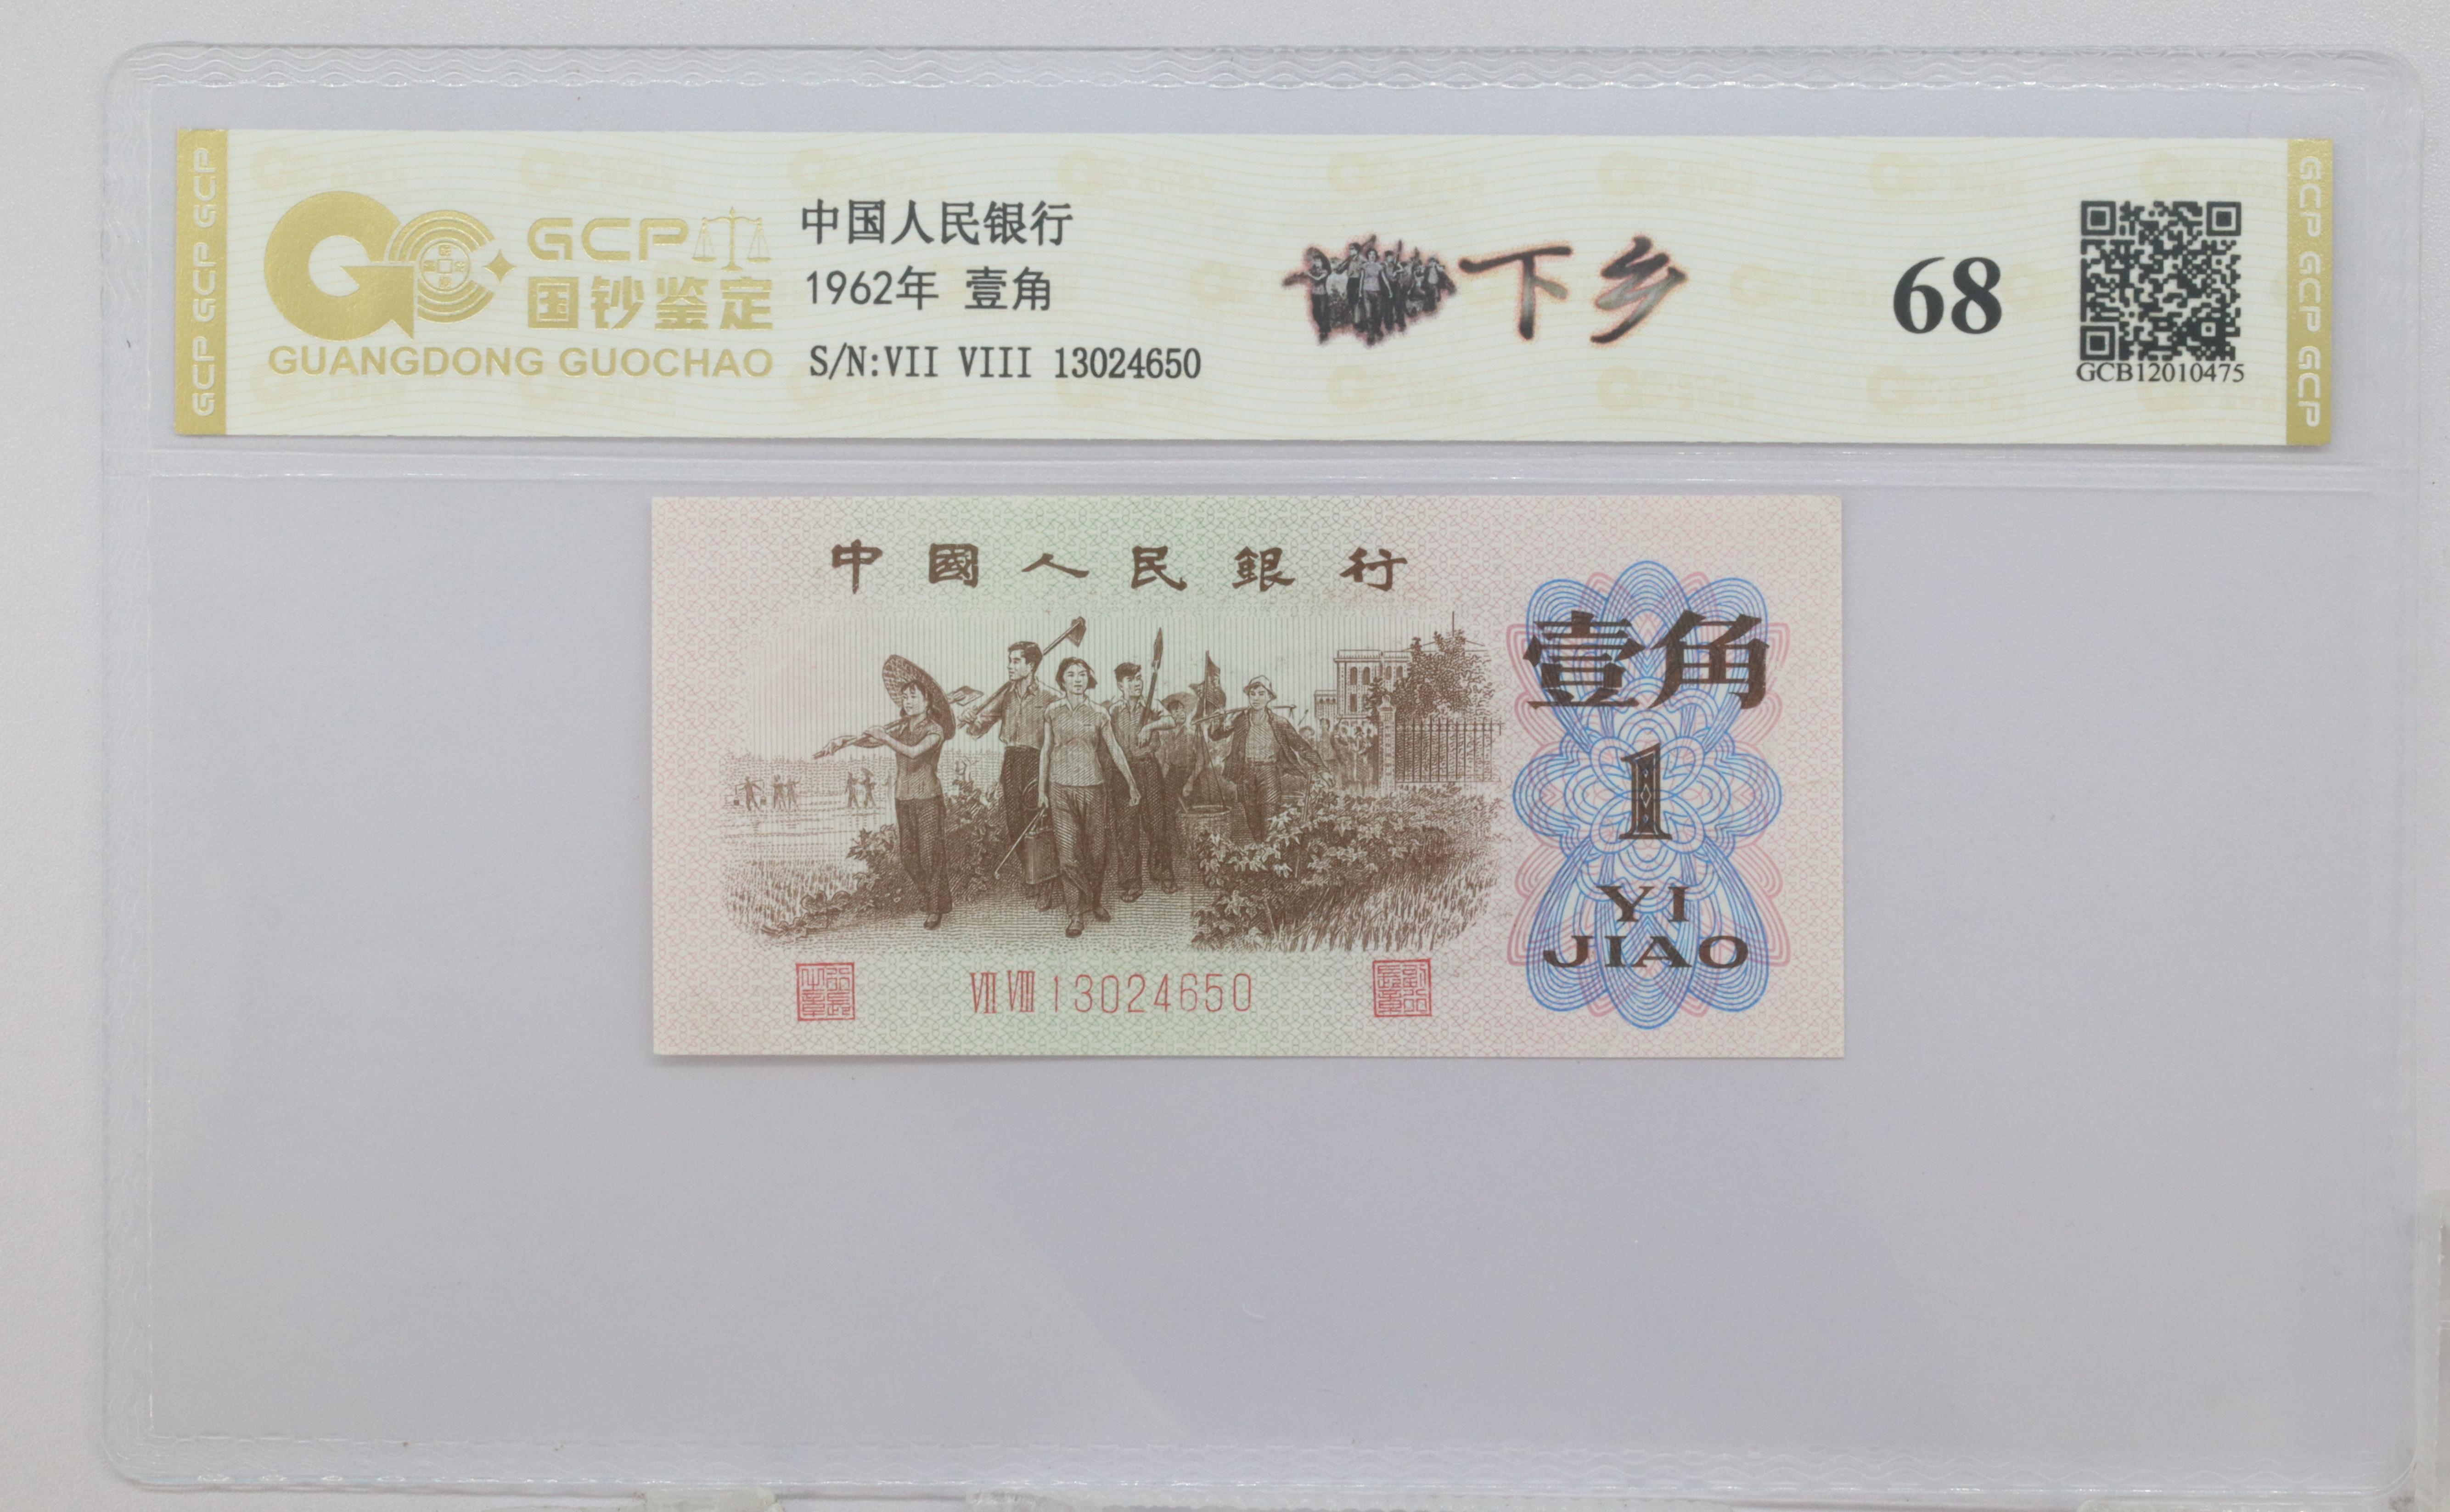 GCP GCP GCP
GCP
国钞鉴定
GUANGDONG GUOCHAO
中国人民银行
1962年 壹角
S/N:VII VIII 13024650
下乡
68
GCB12010475
GCP GCP GCP
中國人民銀行
壹角
1
YI
JIAO
VII VIII 13024650